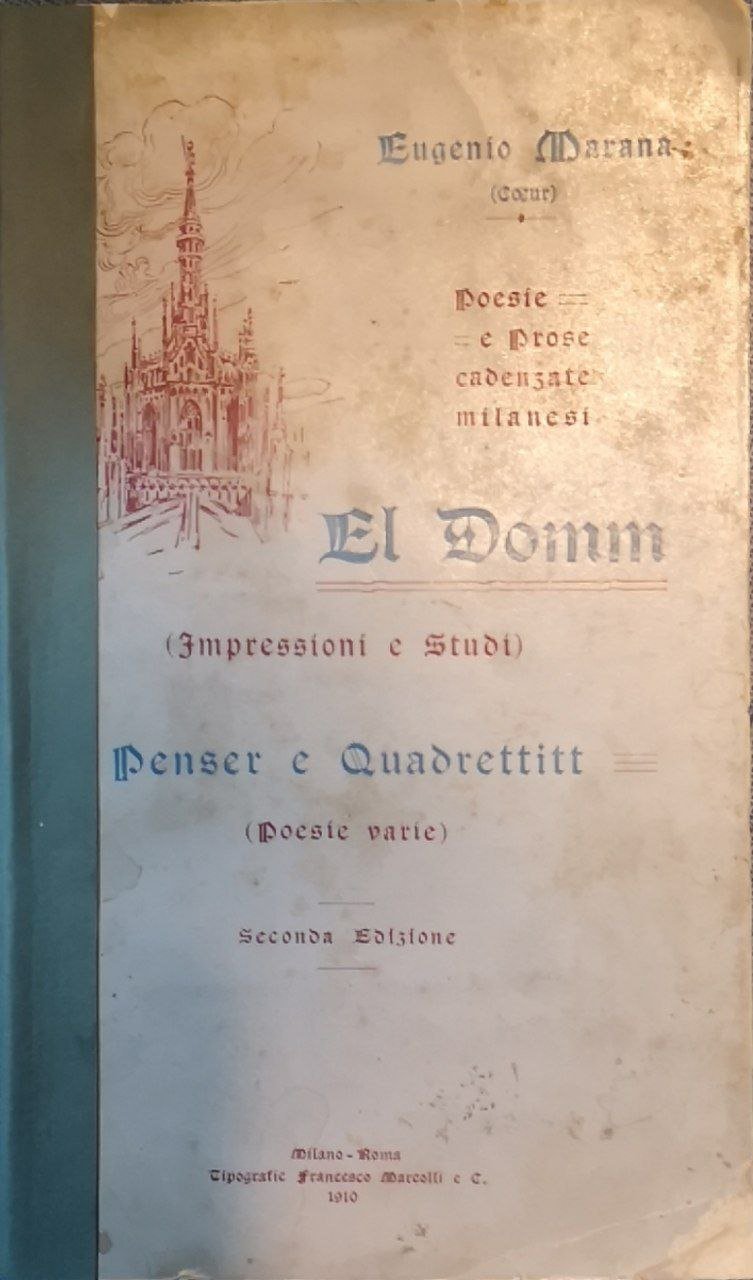 Eugenio Marana
(Cœur)
Poesie
e Prose
cadenzate
milanesi
El Domm
(Impressioni e Studi)
Penser e Quadrettitt
(Poesie varie)
Seconda Edizione
Milano - Roma
Tipografie Francesco Marcolli e C.
1910